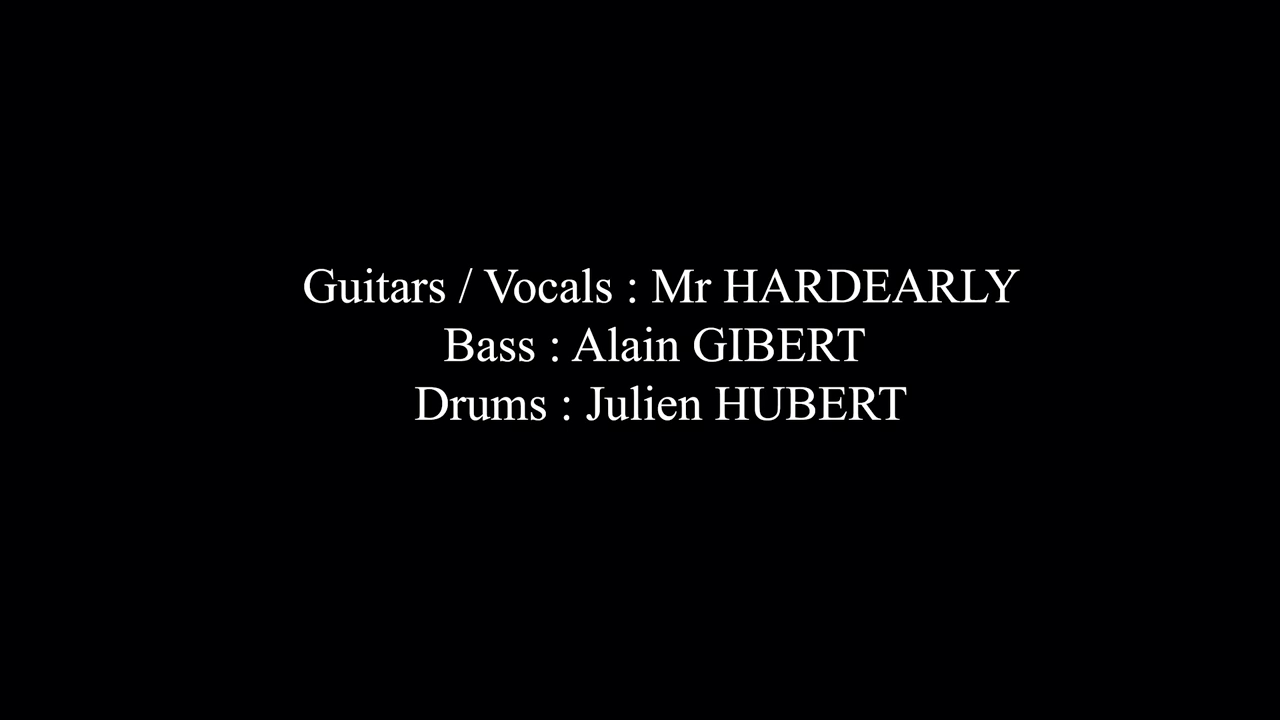 Guitars / Vocals : Mr HARDEARLY
Bass : Alain GIBERT
Drums : Julien HUBERT